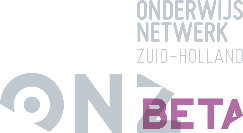 ONDERWIJS
NETWERK
ZUID-HOLLAND
ONZ
BETA